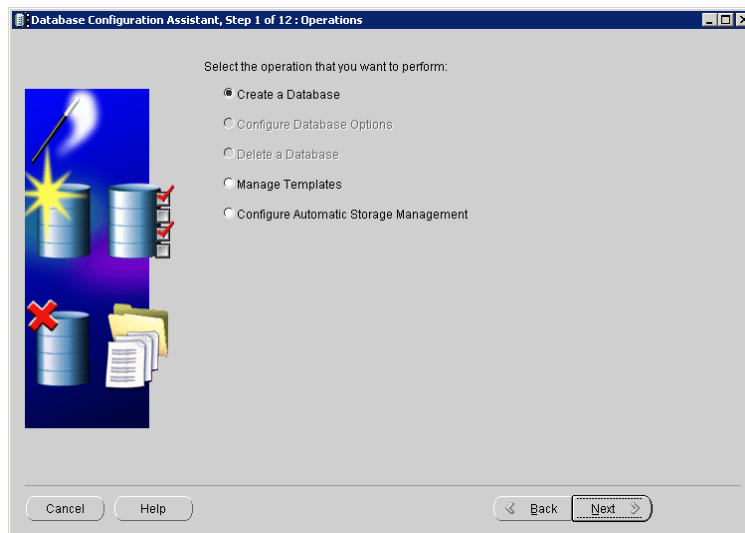 Database Configuration Assistant, Step 1 of 12 : Operations
Select the operation that you want to perform:
Create a Database
Configure Database Options
Delete a Database
Manage Templates
Configure Automatic Storage Management
Cancel
Help
Back
Next